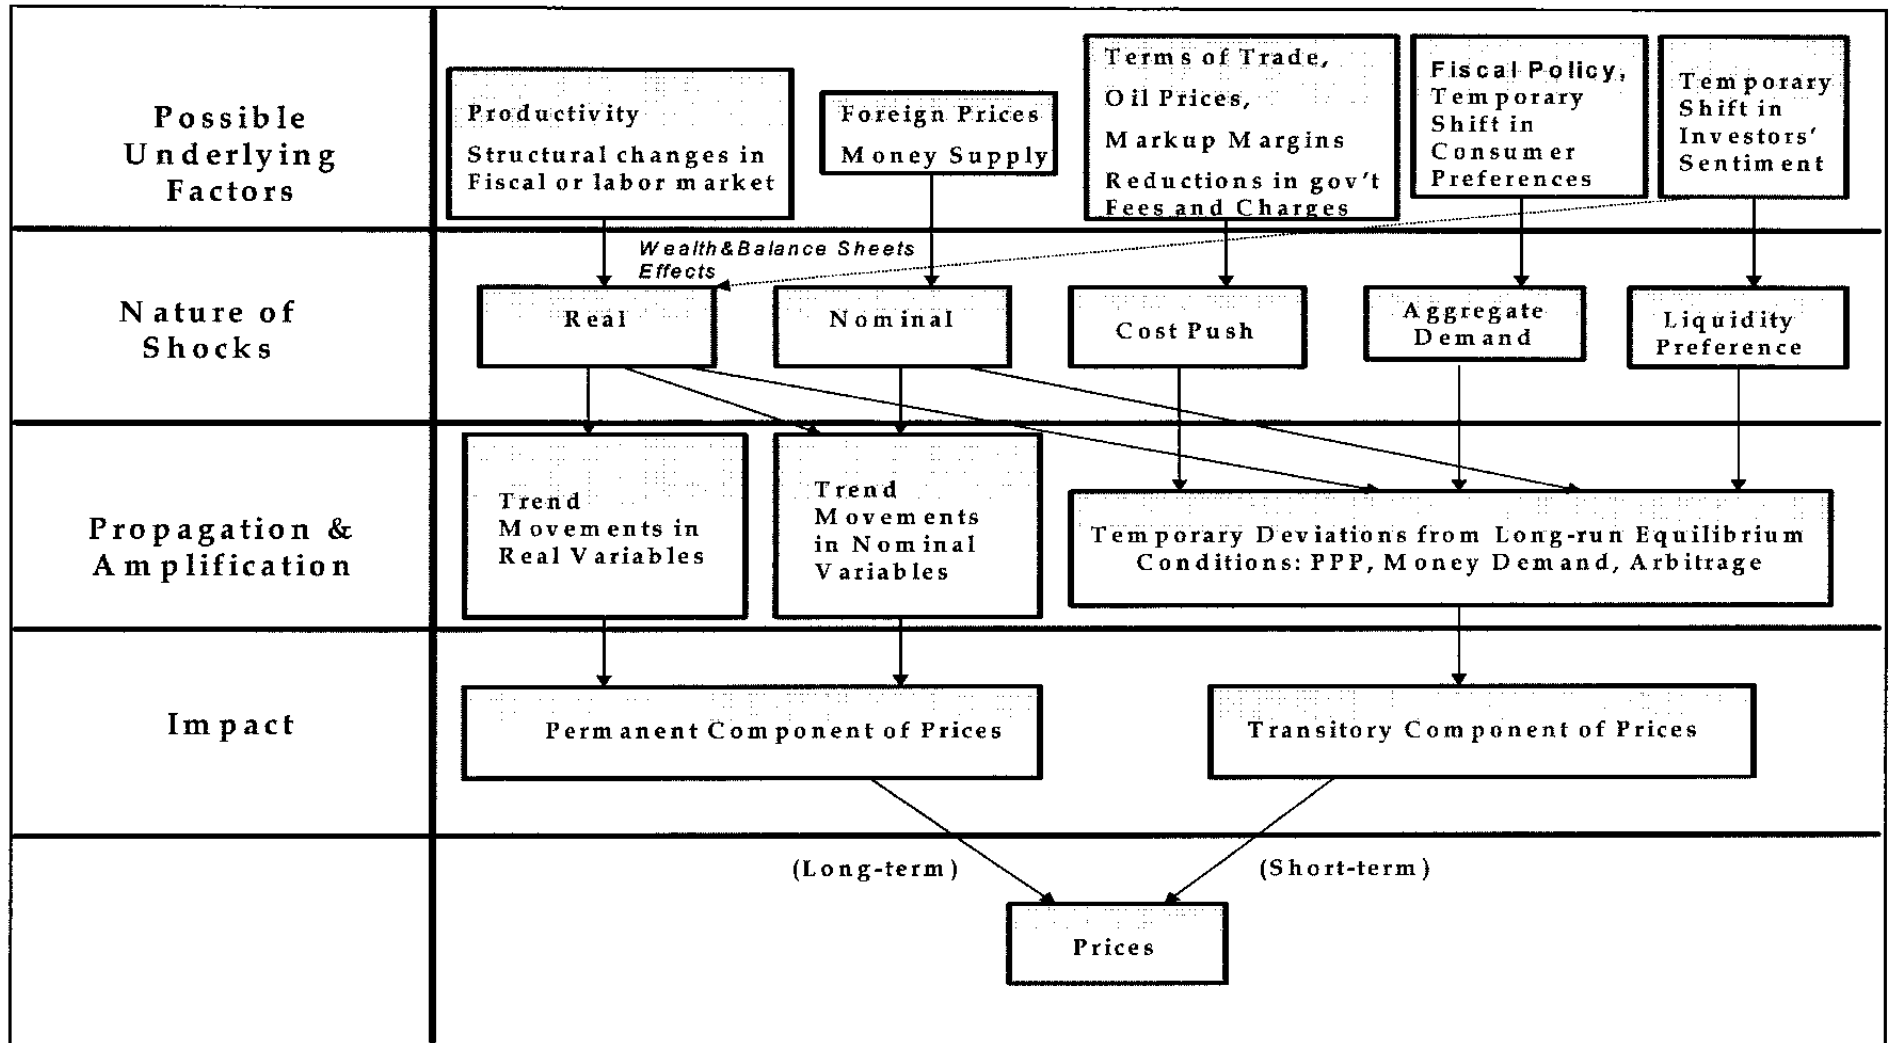 Possible
Underlying
Factors
Productivity
Structural changes in
Fiscal or labor market
Foreign Prices
Money Supply
Terms of Trade,
Oil Prices,
Markup Margins
Reductions in gov't
Fees and Charges
Fiscal Policy,
Temporary
Shift in
Consumer
Preferences
Temporary
Shift in
Investors'
Sentiment
Wealth&Balance Sheets
Effects
Nature of
Shocks
Real
Nominal
Cost Push
Aggregate
Demand
Liquidity
Preference
Propagation &
Amplification
Trend
Movements in
Real Variables
Trend
Movements
in Nominal
Variables
Temporary Deviations from Long-run Equilibrium
Conditions: PPP, Money Demand, Arbitrage
Impact
Permanent Component of Prices
Transitory Component of Prices
(Long-term)
(Short-term)
Prices